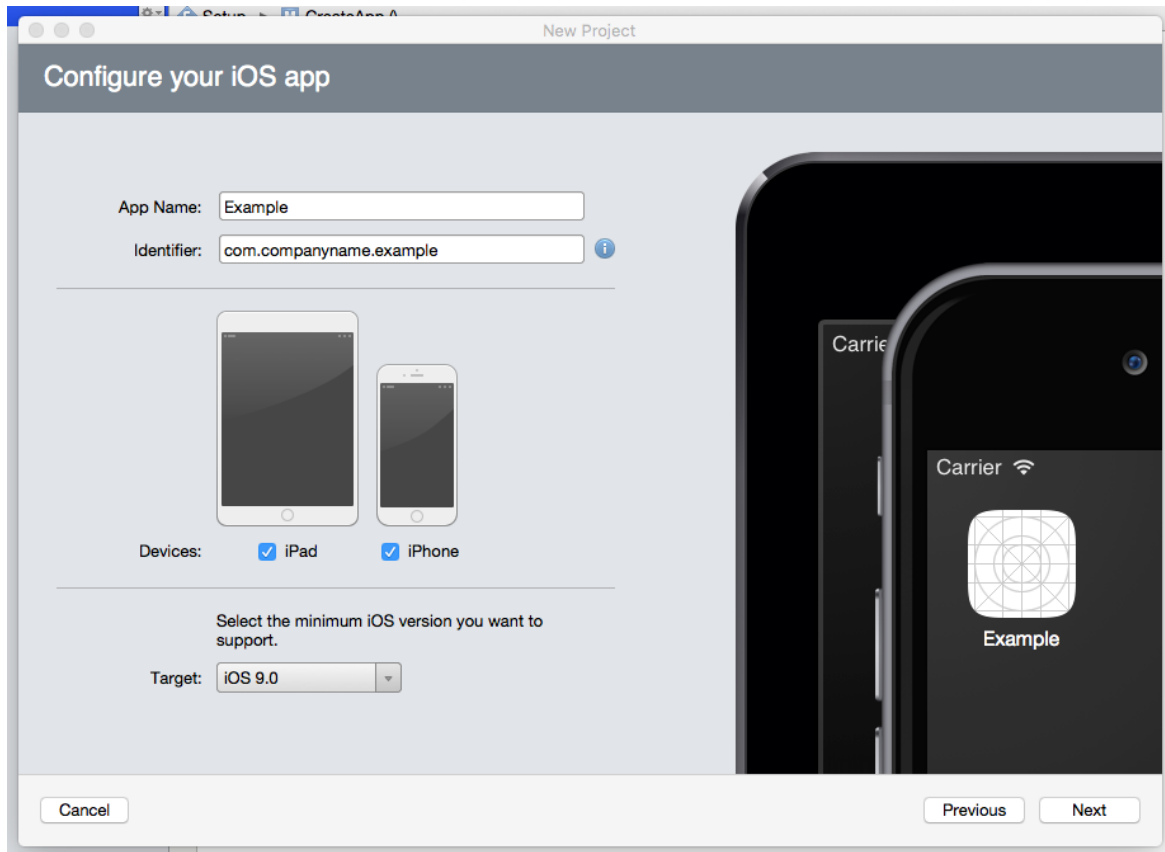 New Project
Configure your iOS app
App Name: Example
Identifier: com.companyname.example
Devices: iPad iPhone
Select the minimum iOS version you want to
support.
Target: iOS 9.0
Carrier
Carrier
Example
Cancel Previous Next